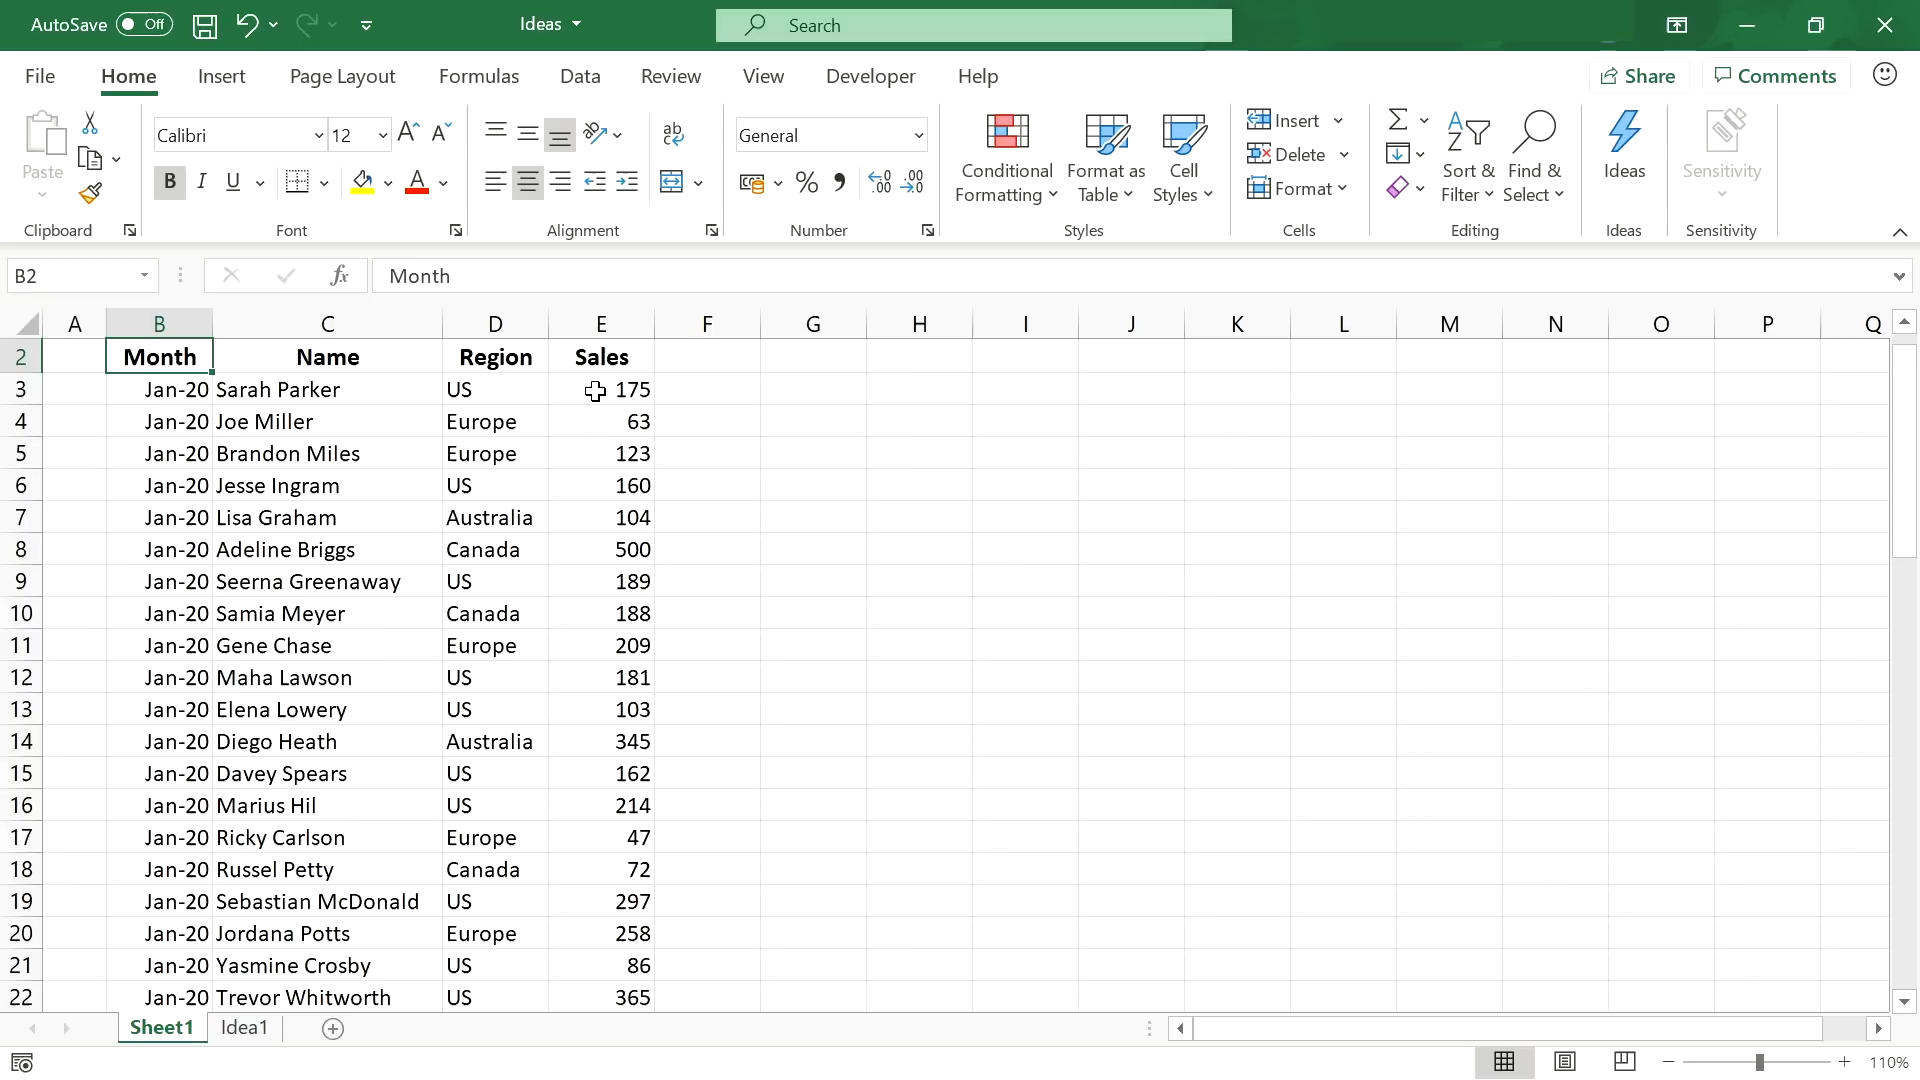 AutoSave Off Ideas Search
File Home Insert Page Layout Formulas Data Review View Developer Help Share Comments
Paste
Calibri 12
B I U
ab
General
Conditional Formatting
Format as Table
Cell Styles
Insert
Delete
Format
Sort & Filter
Find & Select
Ideas
Sensitivity
Clipboard Font Alignment Number Styles Cells Editing Ideas Sensitivity
B2 fx Month
A B C D E F G H I J K L M N O P Q
2 Month Name Region Sales
3 Jan-20 Sarah Parker US 175
4 Jan-20 Joe Miller Europe 63
5 Jan-20 Brandon Miles Europe 123
6 Jan-20 Jesse Ingram US 160
7 Jan-20 Lisa Graham Australia 104
8 Jan-20 Adeline Briggs Canada 500
9 Jan-20 Seerna Greenaway US 189
10 Jan-20 Samia Meyer Canada 188
11 Jan-20 Gene Chase Europe 209
12 Jan-20 Maha Lawson US 181
13 Jan-20 Elena Lowery US 103
14 Jan-20 Diego Heath Australia 345
15 Jan-20 Davey Spears US 162
16 Jan-20 Marius Hil US 214
17 Jan-20 Ricky Carlson Europe 47
18 Jan-20 Russel Petty Canada 72
19 Jan-20 Sebastian McDonald US 297
20 Jan-20 Jordana Potts Europe 258
21 Jan-20 Yasmine Crosby US 86
22 Jan-20 Trevor Whitworth US 365
Sheet1 Idea1
110%